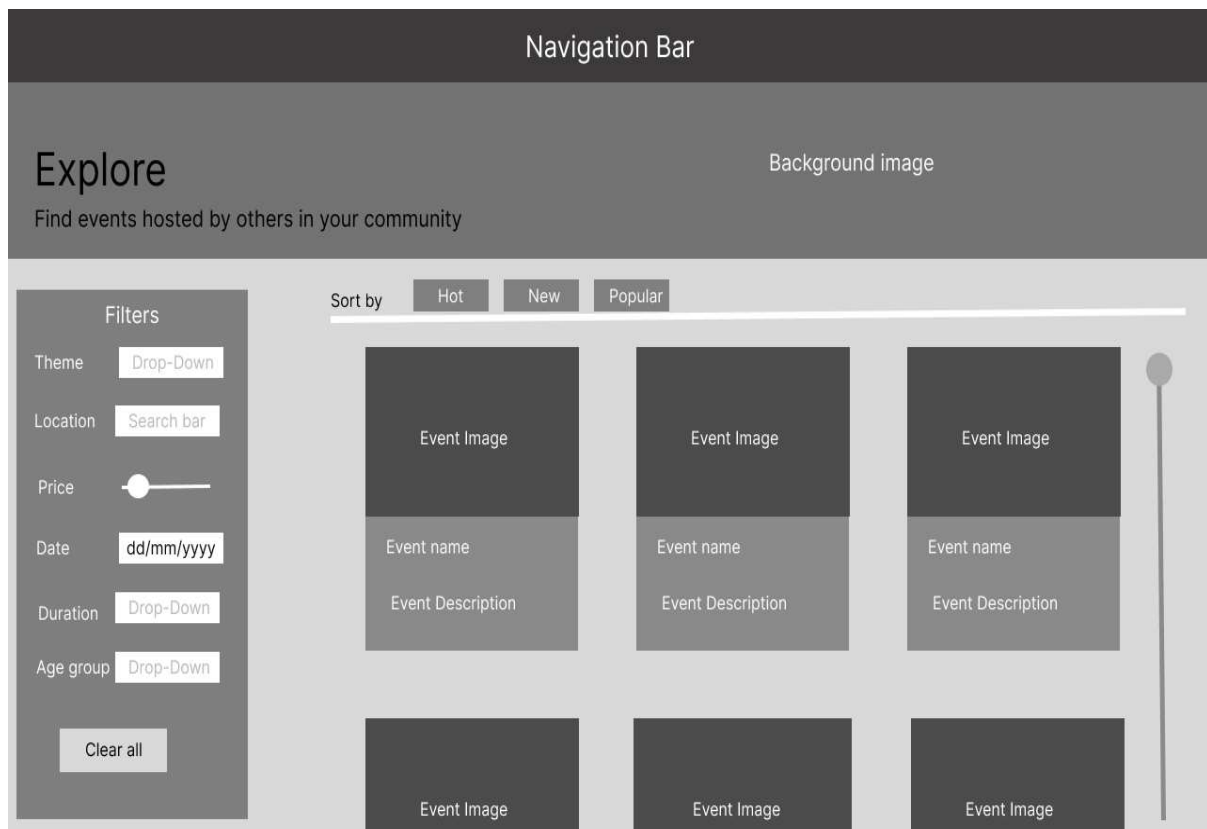 Navigation Bar
Explore
Background image
Find events hosted by others in your community
Filters
Theme Drop-Down
Location Search bar
Price
Date dd/mm/yyyy
Duration Drop-Down
Age group Drop-Down
Clear all
Sort by Hot New Popular
Event Image Event Image Event Image
Event name Event name Event name
Event Description Event Description Event Description
Event Image Event Image Event Image